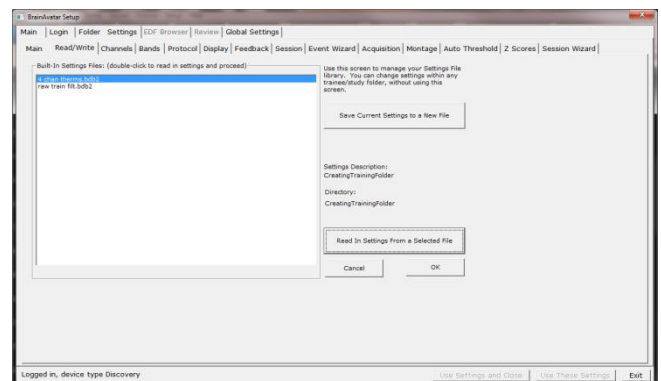 BrainAvatar Setup
Main Login Folder Settings EDF Browser Review Global Settings
Main Read/Write Channels Bands Protocol Display Feedback Session Event Wizard Acquisition Montage Auto Threshold Z Scores Session Wizard
Built-In Settings Files: (double-click to read in settings and proceed)
4 chan therms.bdb2
raw train filt.bdb2
Use this screen to manage your Settings File
library. You can change settings within any
trainee/study folder, without using this
screen.
Save Current Settings to a New File
Settings Description:
CreatingTrainingFolder
Directory:
CreatingTrainingFolder
Read In Settings From a Selected File
Cancel OK
Logged in, device type Discovery
Use Settings and Close Use These Settings Exit